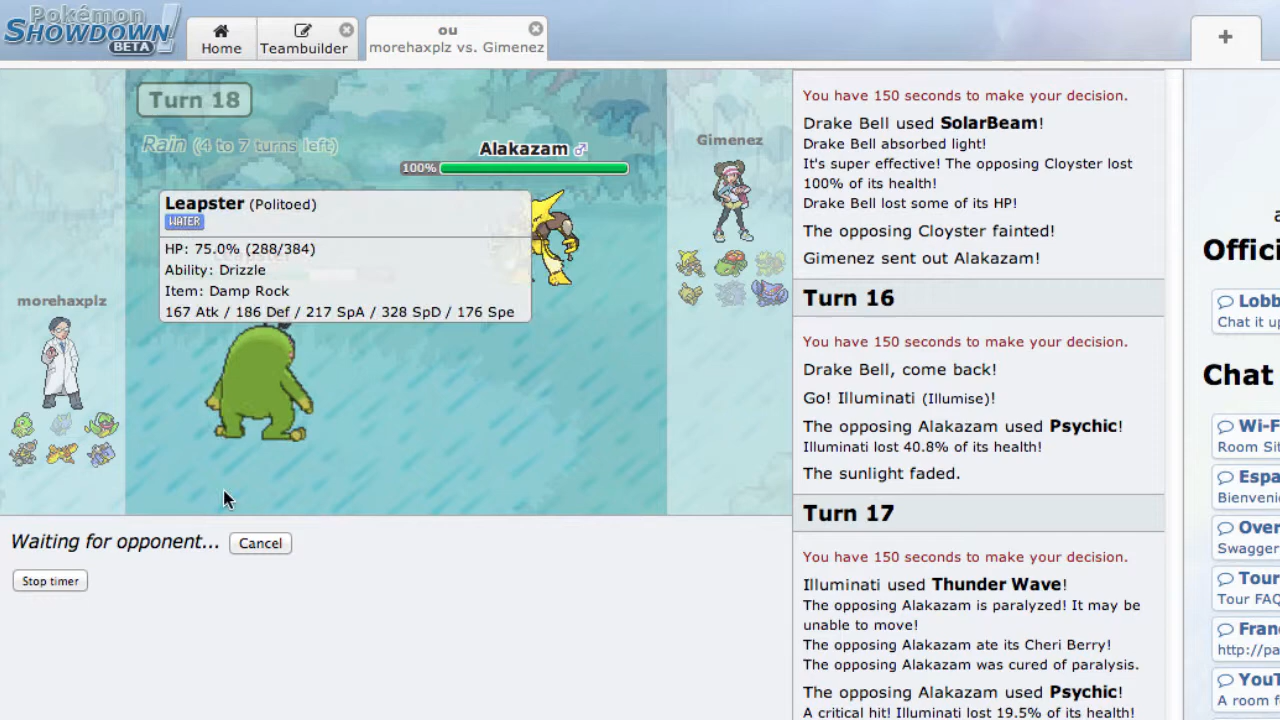 Pokémon
SHOWDOWN!
BETA
Home
Teambuilder
ou
morehaxplz vs. Gimenez
+
Turn 18
Rain (4 to 7 turns left)
Alakazam ♂
100%
Leapster (Politoed)
WATER
HP: 75.0% (288/384)
Ability: Drizzle
Item: Damp Rock
167 Atk / 186 Def / 217 SpA / 328 SpD / 176 Spe
Gimenez
morehaxplz
Waiting for opponent... Cancel
Stop timer
You have 150 seconds to make your decision.
Drake Bell used SolarBeam!
Drake Bell absorbed light!
It's super effective! The opposing Cloyster lost
100% of its health!
Drake Bell lost some of its HP!
The opposing Cloyster fainted!
Gimenez sent out Alakazam!
Turn 16
You have 150 seconds to make your decision.
Drake Bell, come back!
Go! Illuminati (Illumise)!
The opposing Alakazam used Psychic!
Illuminati lost 40.8% of its health!
The sunlight faded.
Turn 17
You have 150 seconds to make your decision.
Illuminati used Thunder Wave!
The opposing Alakazam is paralyzed! It may be
unable to move!
The opposing Alakazam ate its Cheri Berry!
The opposing Alakazam was cured of paralysis.
The opposing Alakazam used Psychic!
A critical hit! Illuminati lost 19.5% of its health!
Offici
Lobb
Chat it up
Chat
Wi-F
Room Sit
Espa
Bienveni
Over
Swagger
Tour
Tour FAQ
Fran
http://pa
YouT
A room f